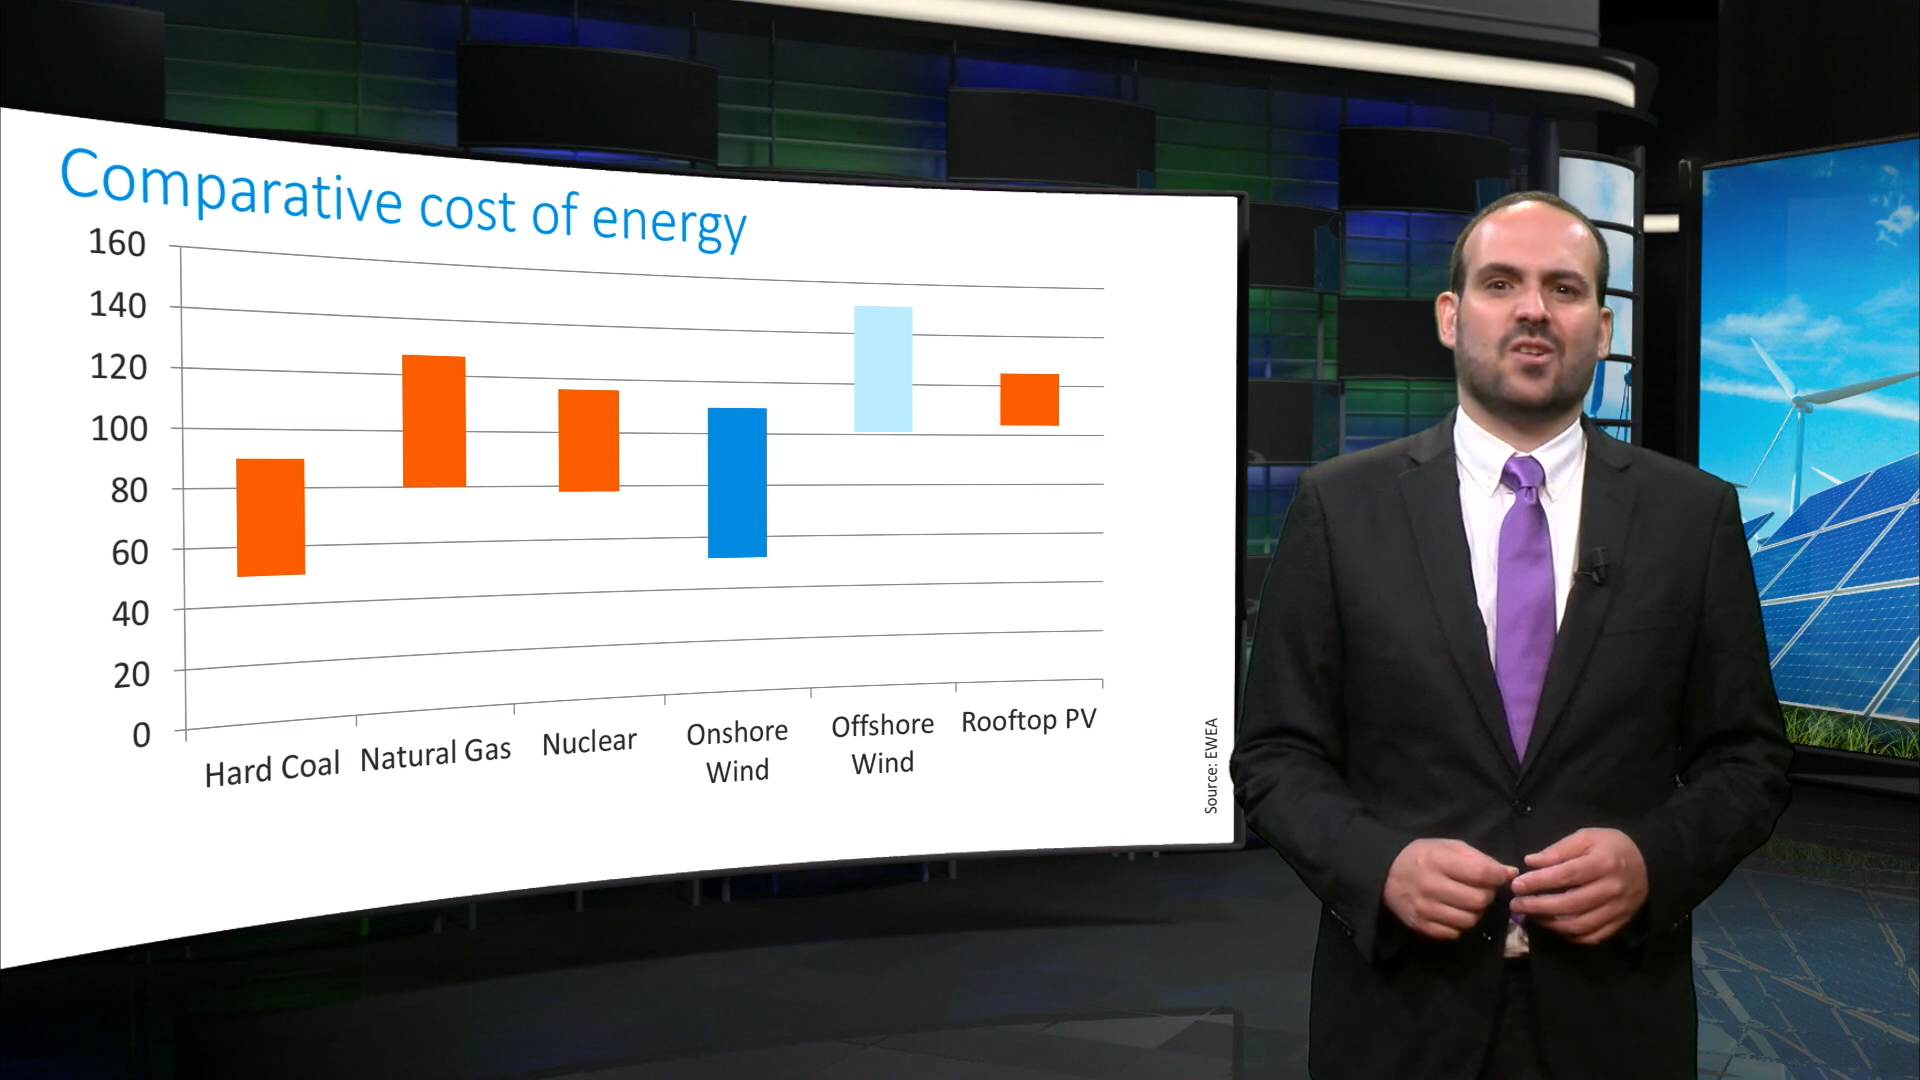 Comparative cost of energy
160
140
120
100
80
60
40
20
0
Hard Coal
Natural Gas
Nuclear
Onshore
Wind
Offshore
Wind
Rooftop PV
Source: EWEA